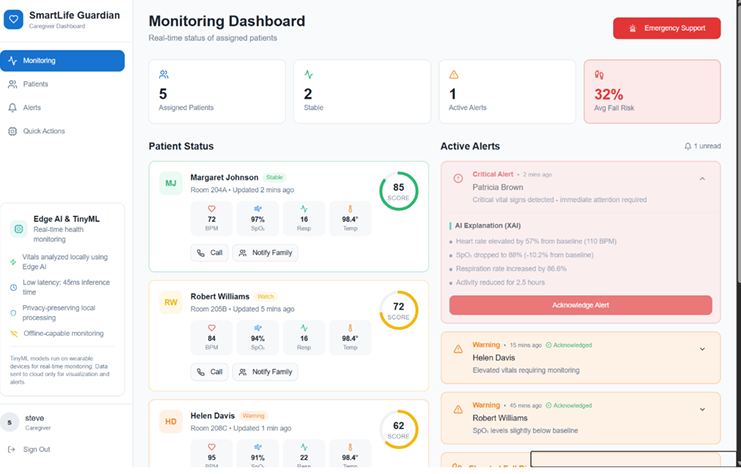 SmartLife Guardian
Caregiver Dashboard
Monitoring
Patients
Alerts
Quick Actions
Edge AI & TinyML
Real-time health
monitoring
Vitals analyzed locally using
Edge AI
Low latency: 45ms inference
time
Privacy-preserving local
processing
Offline-capable monitoring
TinyML models run on-wearable
devices for real-time monitoring. Data
sent to cloud only for visualization and
alerts.
s
steve
Caregiver
Sign Out
Monitoring Dashboard
Real-time status of assigned patients
Emergency Support
5
Assigned Patients
2
Stable
1
Active Alerts
32%
Avg Fall Risk
Patient Status
MJ
Margaret Johnson Stable
Room 204A • Updated 2 mins ago
85
SCORE
72 97% 16 98.4°
BPM SpO₂ Resp Temp
Call Notify Family
RW
Robert Williams Watch
Room 205B • Updated 5 mins ago
72
SCORE
84 94% 16 98.4°
BPM SpO₂ Resp Temp
Call Notify Family
HD
Helen Davis Warning
Room 208C • Updated 1 min ago
62
SCORE
95 91% 22 98.4°
BPM SpO₂ Resp Temp
Active Alerts
1 unread
Critical Alert • 2 mins ago
Patricia Brown
Critical vital signs detected - immediate attention required
AI Explanation (XAI)
• Heart rate elevated by 57% from baseline (110 BPM)
• SpO₂ dropped to 88% (-10.2% from baseline)
• Respiration rate increased by 86.6%
• Activity reduced for 2.5 hours
Acknowledge Alert
Warning • 15 mins ago Acknowledged
Helen Davis
Elevated vitals requiring monitoring
Warning • 45 mins ago Acknowledged
Robert Williams
SpO₂ levels slightly below baseline